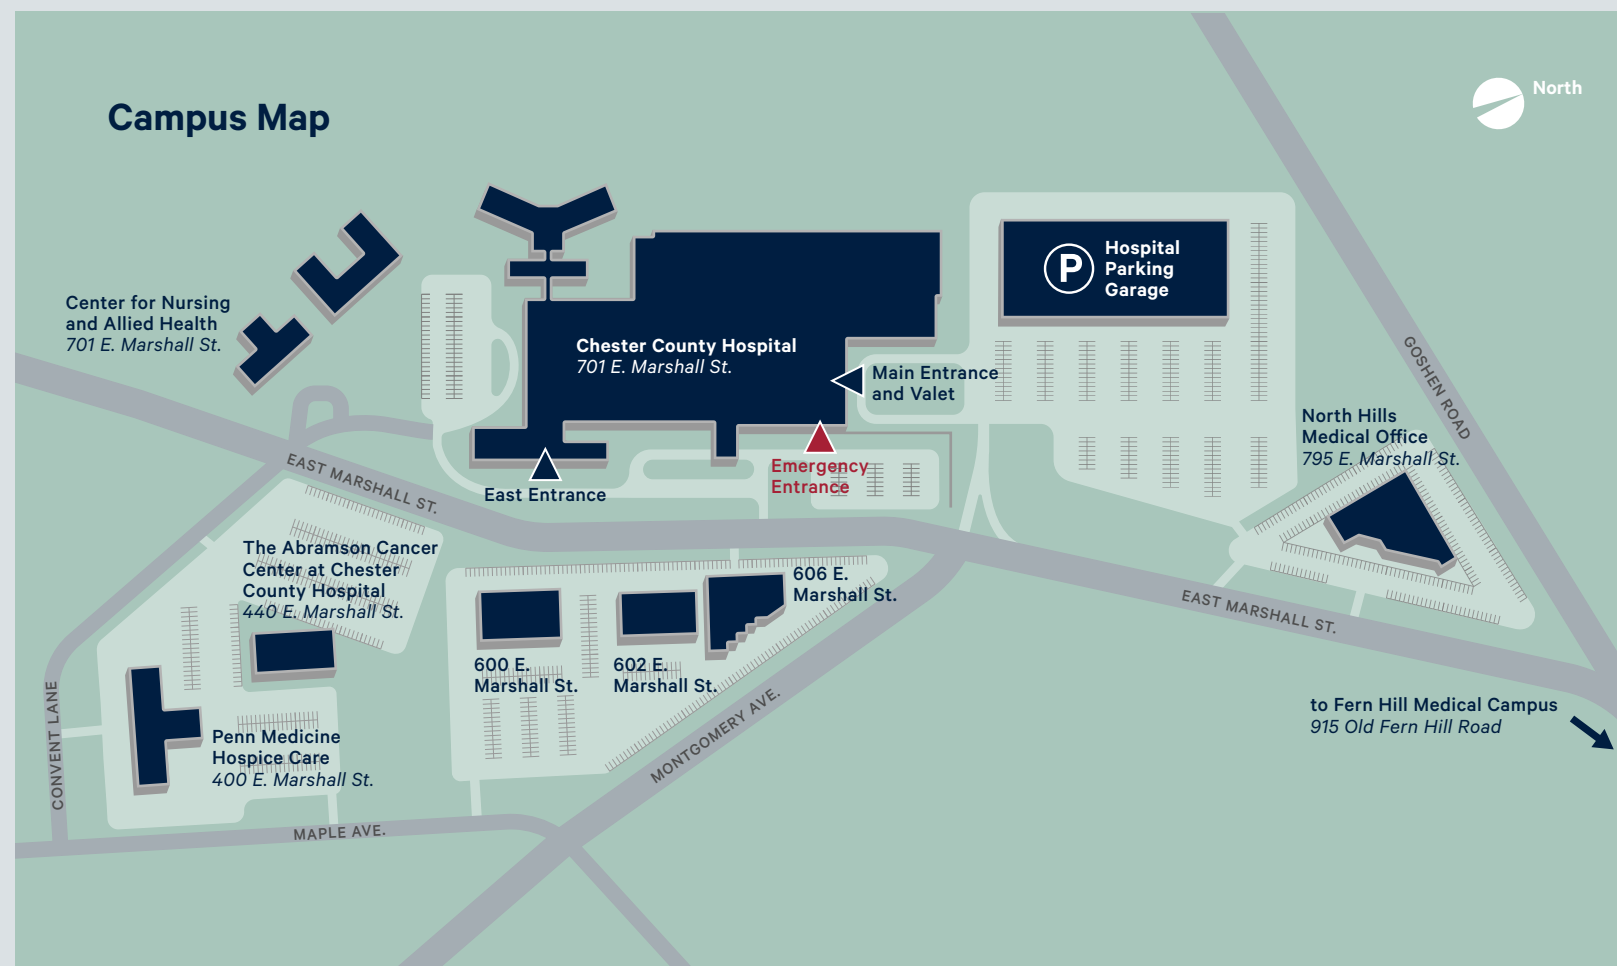 Campus Map
North
Center for Nursing
and Allied Health
701 E. Marshall St.
Chester County Hospital
701 E. Marshall St.
P
Hospital
Parking
Garage
Main Entrance
and Valet
Emergency
Entrance
East Entrance
GOSHEN ROAD
North Hills
Medical Office
795 E. Marshall St.
EAST MARSHALL ST.
The Abramson Cancer
Center at Chester
County Hospital
440 E. Marshall St.
606 E.
Marshall St.
600 E.
Marshall St.
602 E.
Marshall St.
EAST MARSHALL ST.
CONVENT LANE
Penn Medicine
Hospice Care
400 E. Marshall St.
MONTGOMERY AVE.
to Fern Hill Medical Campus
915 Old Fern Hill Road
MAPLE AVE.